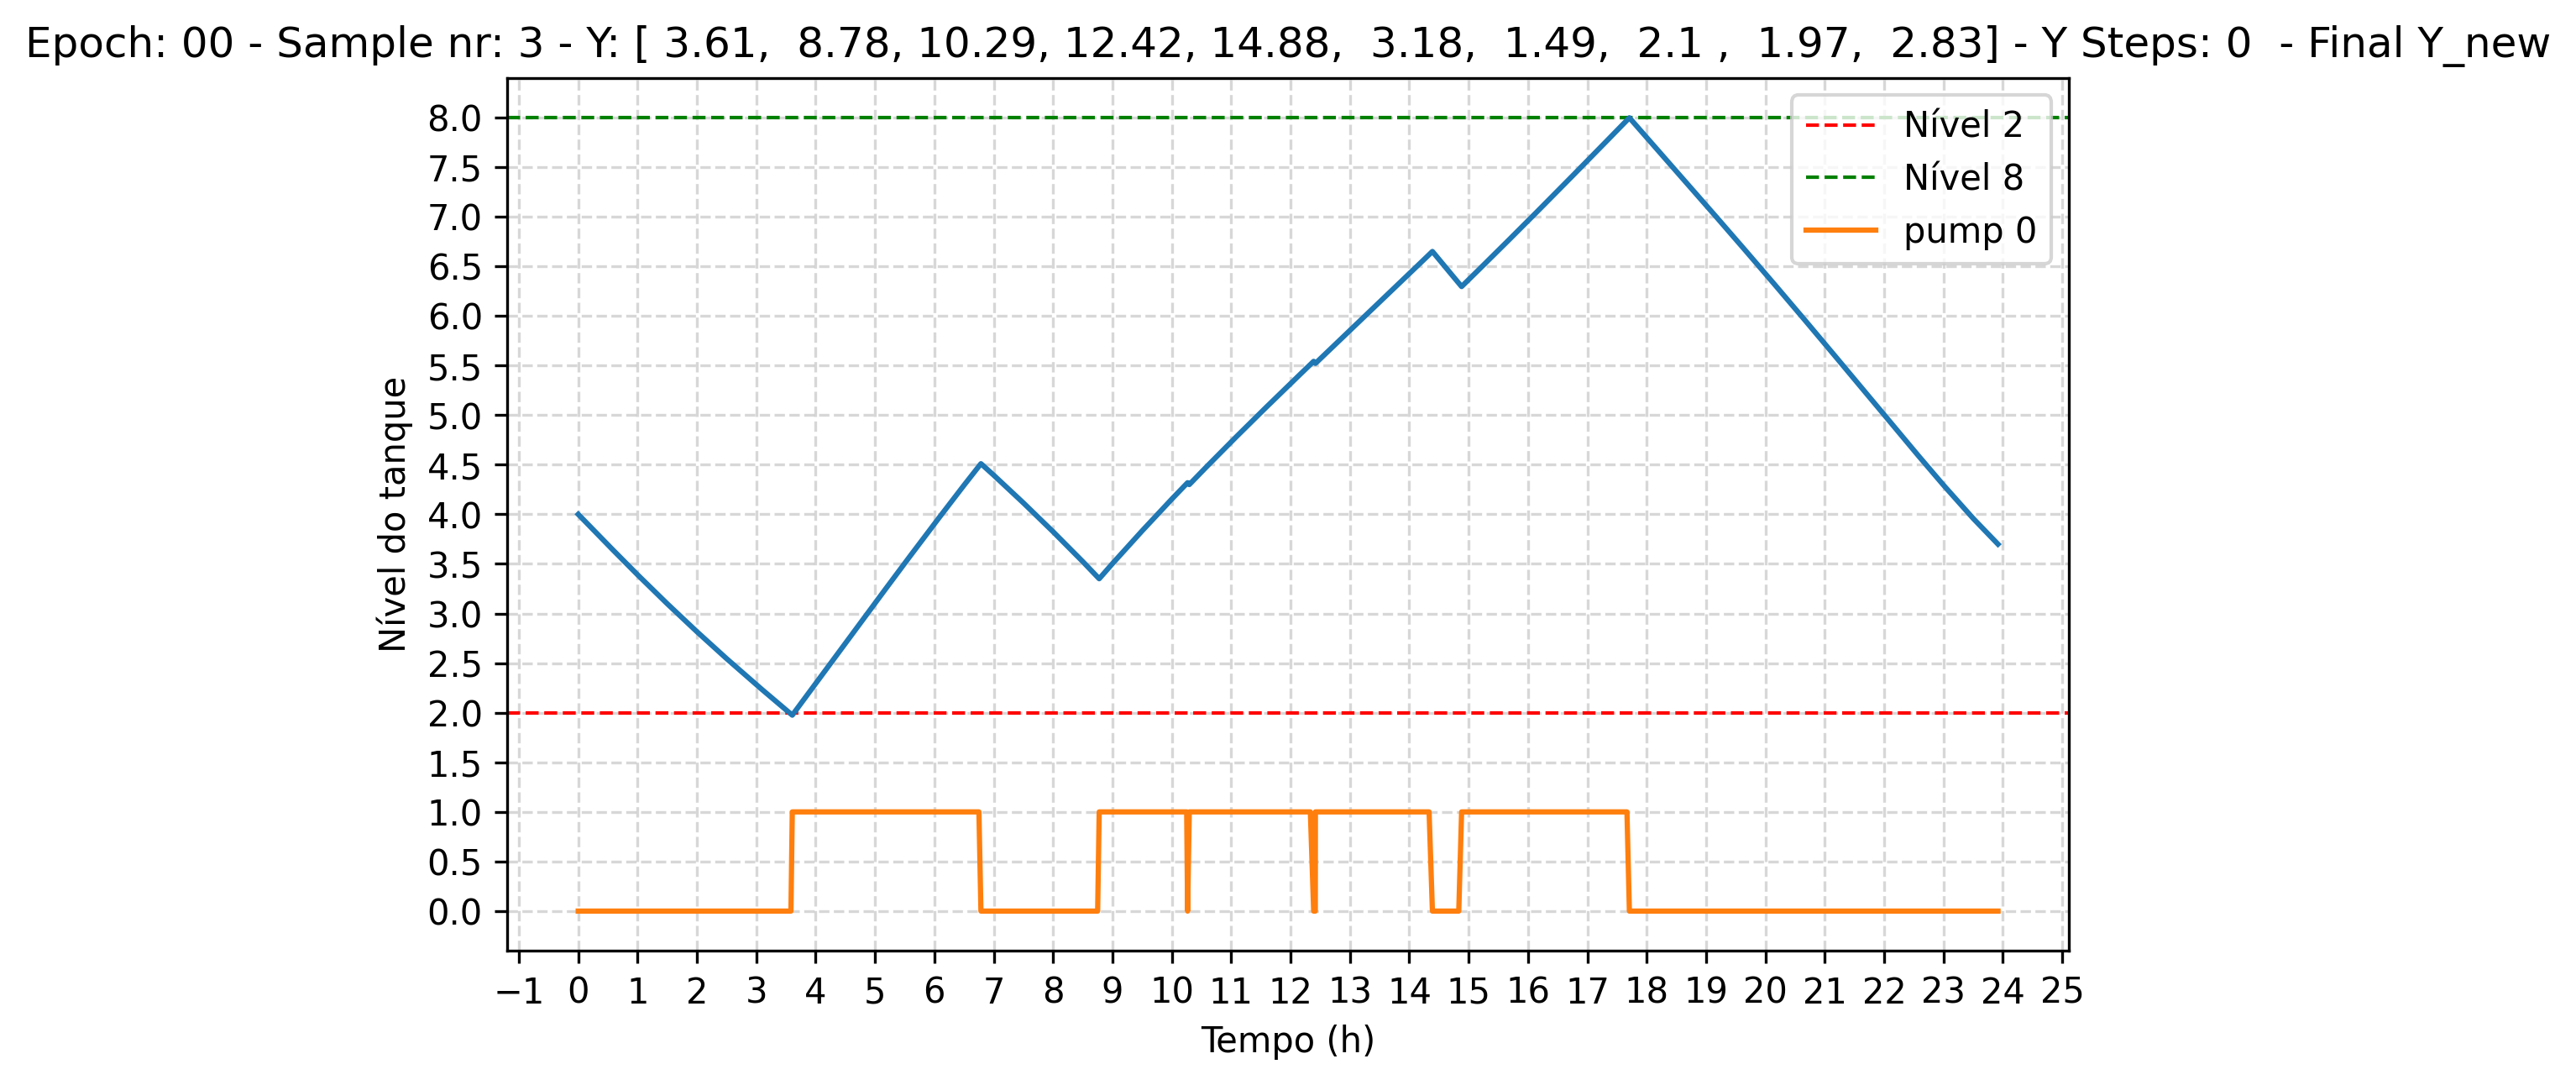 Epoch: 00 - Sample nr: 3 - Y: [ 3.61,  8.78, 10.29, 12.42, 14.88,  3.18,  1.49,  2.1 ,  1.97,  2.83] - Y Steps: 0  - Final Y_new
Nível 2
Nível 8
pump 0
Nível do tanque
8.0
7.5
7.0
6.5
6.0
5.5
5.0
4.5
4.0
3.5
3.0
2.5
2.0
1.5
1.0
0.5
0.0
−1 0 1 2 3 4 5 6 7 8 9 10 11 12 13 14 15 16 17 18 19 20 21 22 23 24 25
Tempo (h)